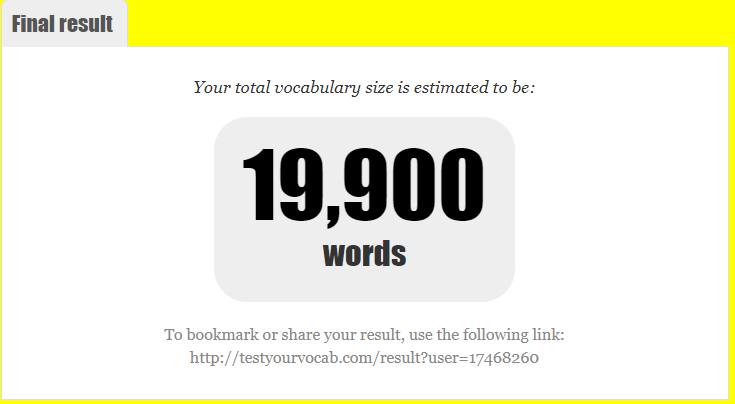 Final result
Your total vocabulary size is estimated to be:
19,900
words
To bookmark or share your result, use the following link:
http://testyourvocab.com/result?user=17468260